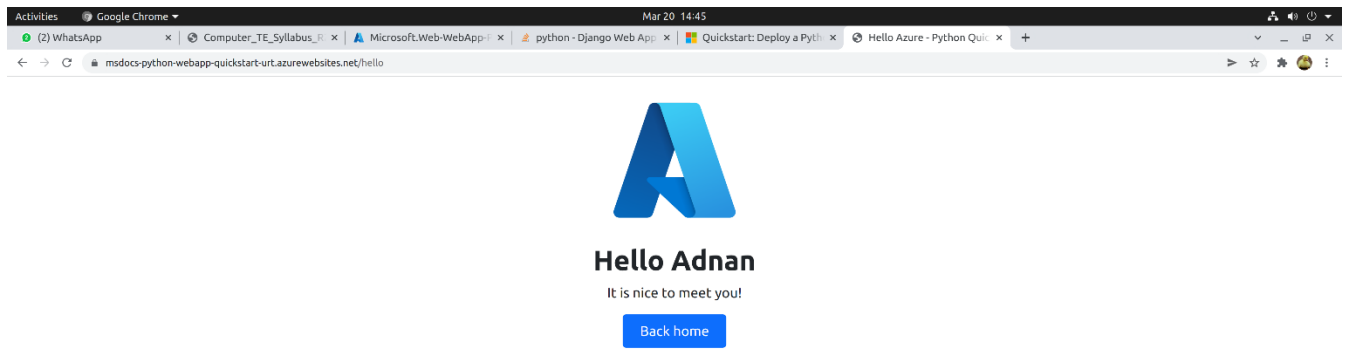 Activities Google Chrome Mar 20 14:45
(2) WhatsApp Computer_TE_Syllabus_R Microsoft.Web-WebApp- python - Django Web App Quickstart: Deploy a Pyth Hello Azure - Python Quic
msdocs-python-webapp-quickstart-urt.azurewebsites.net/hello
Hello Adnan
It is nice to meet you!
Back home